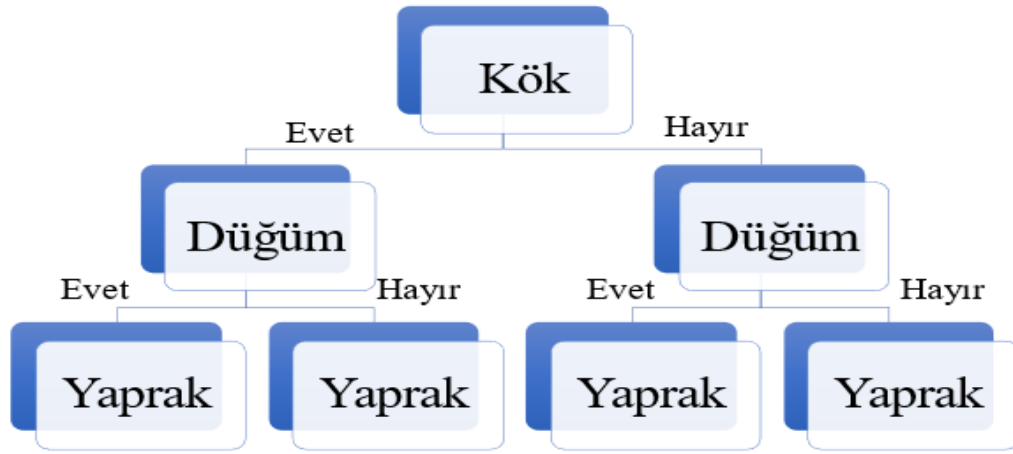 Kök
Evet
Hayır
Düğüm
Düğüm
Evet
Hayır
Evet
Hayır
Yaprak
Yaprak
Yaprak
Yaprak